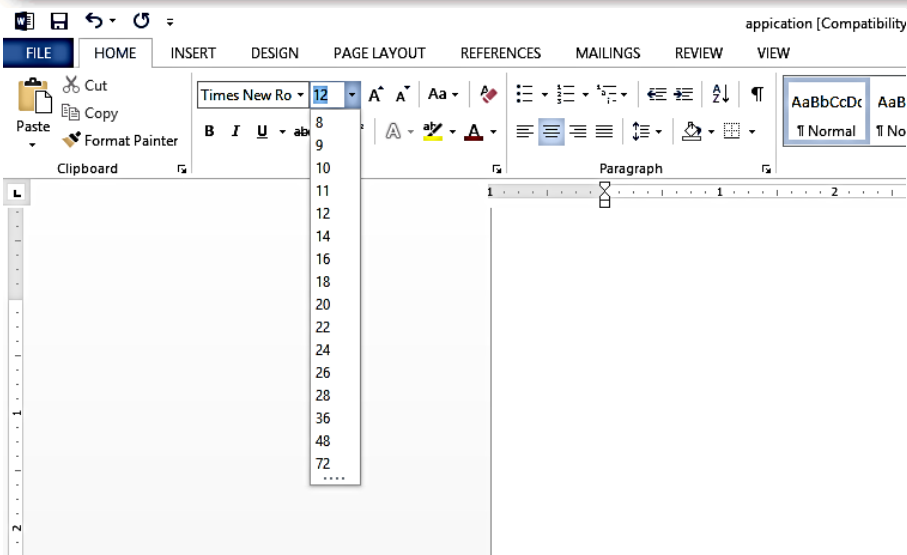 appication [Compatibility
FILE HOME INSERT DESIGN PAGE LAYOUT REFERENCES MAILINGS REVIEW VIEW
Cut
Copy
Paste
Format Painter
Clipboard
Times New Ro 12
Aa
B I U
A A
Paragraph
AaBbCcDc AaB
¶ Normal ¶ No
8
9
10
11
12
14
16
18
20
22
24
26
28
36
48
72
L
1 1 2
1
2